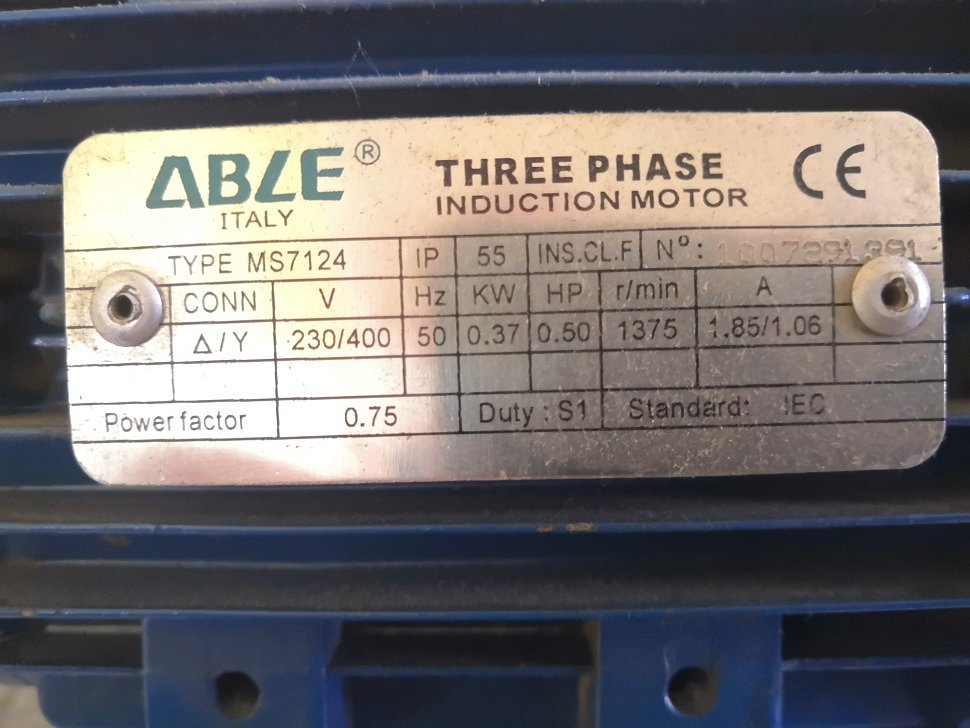 ABLE®
ITALY
THREE PHASE
INDUCTION MOTOR
CE
TYPE MS7124 IP 55 INS.CL.F Nº:
CONN V Hz KW HP r/min A
Δ/Y 230/400 50 0.37 0.50 1375 1.85/1.06
Power factor 0.75 Duty : S1 Standard: IEC